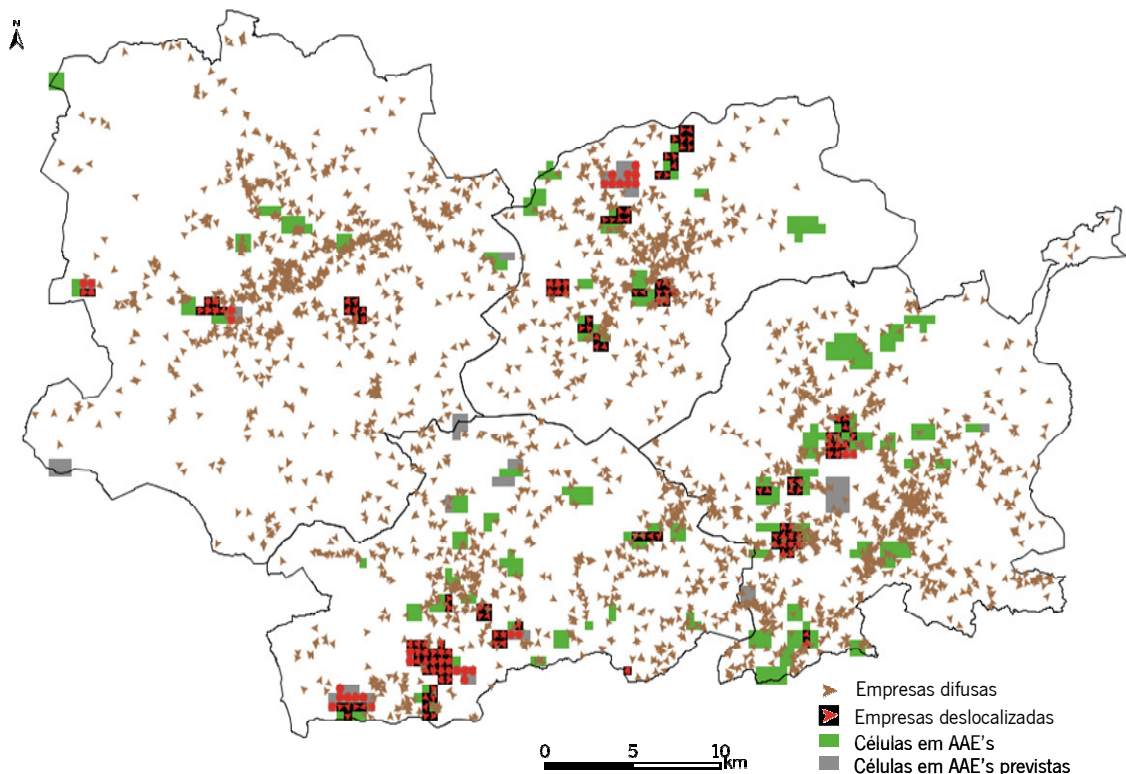 N
Empresas difusas
Empresas deslocalizadas
Células em AAE's
Células em AAE's previstas
0 5 10
km